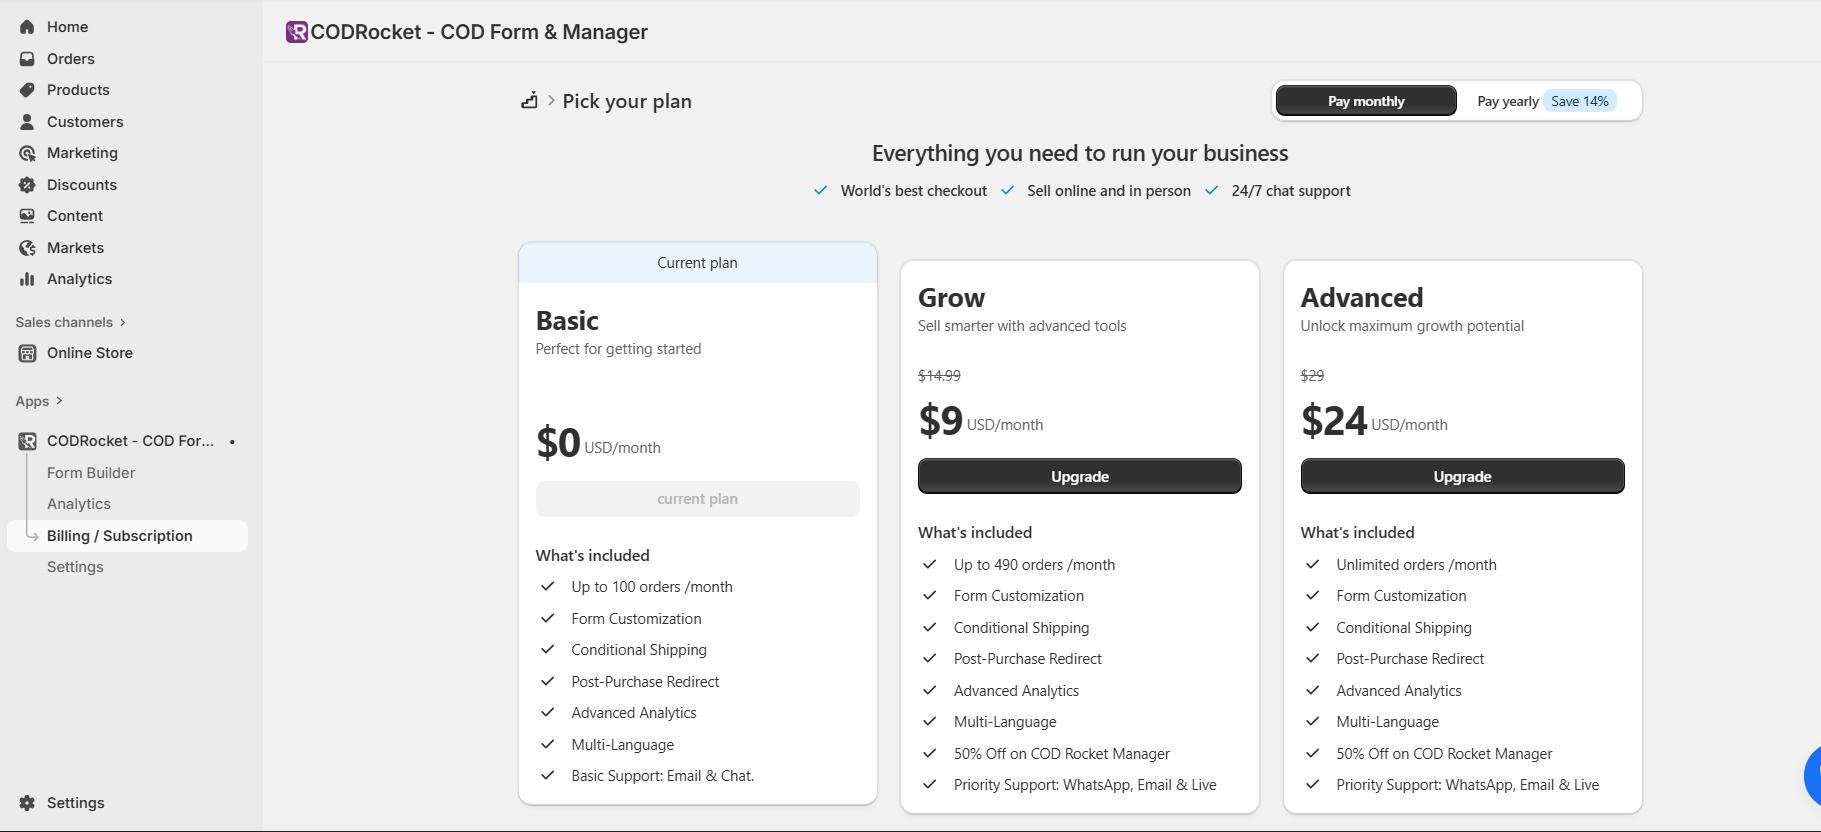 Home
Orders
Products
Customers
Marketing
Discounts
Content
Markets
Analytics
Sales channels
Online Store
Apps
CODRocket - COD For...
Form Builder
Analytics
Billing / Subscription
Settings
Settings
CODRocket - COD Form & Manager
Pick your plan
Pay monthly
Pay yearly Save 14%
Everything you need to run your business
World's best checkout Sell online and in person 24/7 chat support
Current plan
Basic
Perfect for getting started
$0 USD/month
current plan
What's included
Up to 100 orders /month
Form Customization
Conditional Shipping
Post-Purchase Redirect
Advanced Analytics
Multi-Language
Basic Support: Email & Chat.
Grow
Sell smarter with advanced tools
$14.99
$9 USD/month
Upgrade
What's included
Up to 490 orders /month
Form Customization
Conditional Shipping
Post-Purchase Redirect
Advanced Analytics
Multi-Language
50% Off on COD Rocket Manager
Priority Support: WhatsApp, Email & Live
Advanced
Unlock maximum growth potential
$29
$24 USD/month
Upgrade
What's included
Unlimited orders /month
Form Customization
Conditional Shipping
Post-Purchase Redirect
Advanced Analytics
Multi-Language
50% Off on COD Rocket Manager
Priority Support: WhatsApp, Email & Live